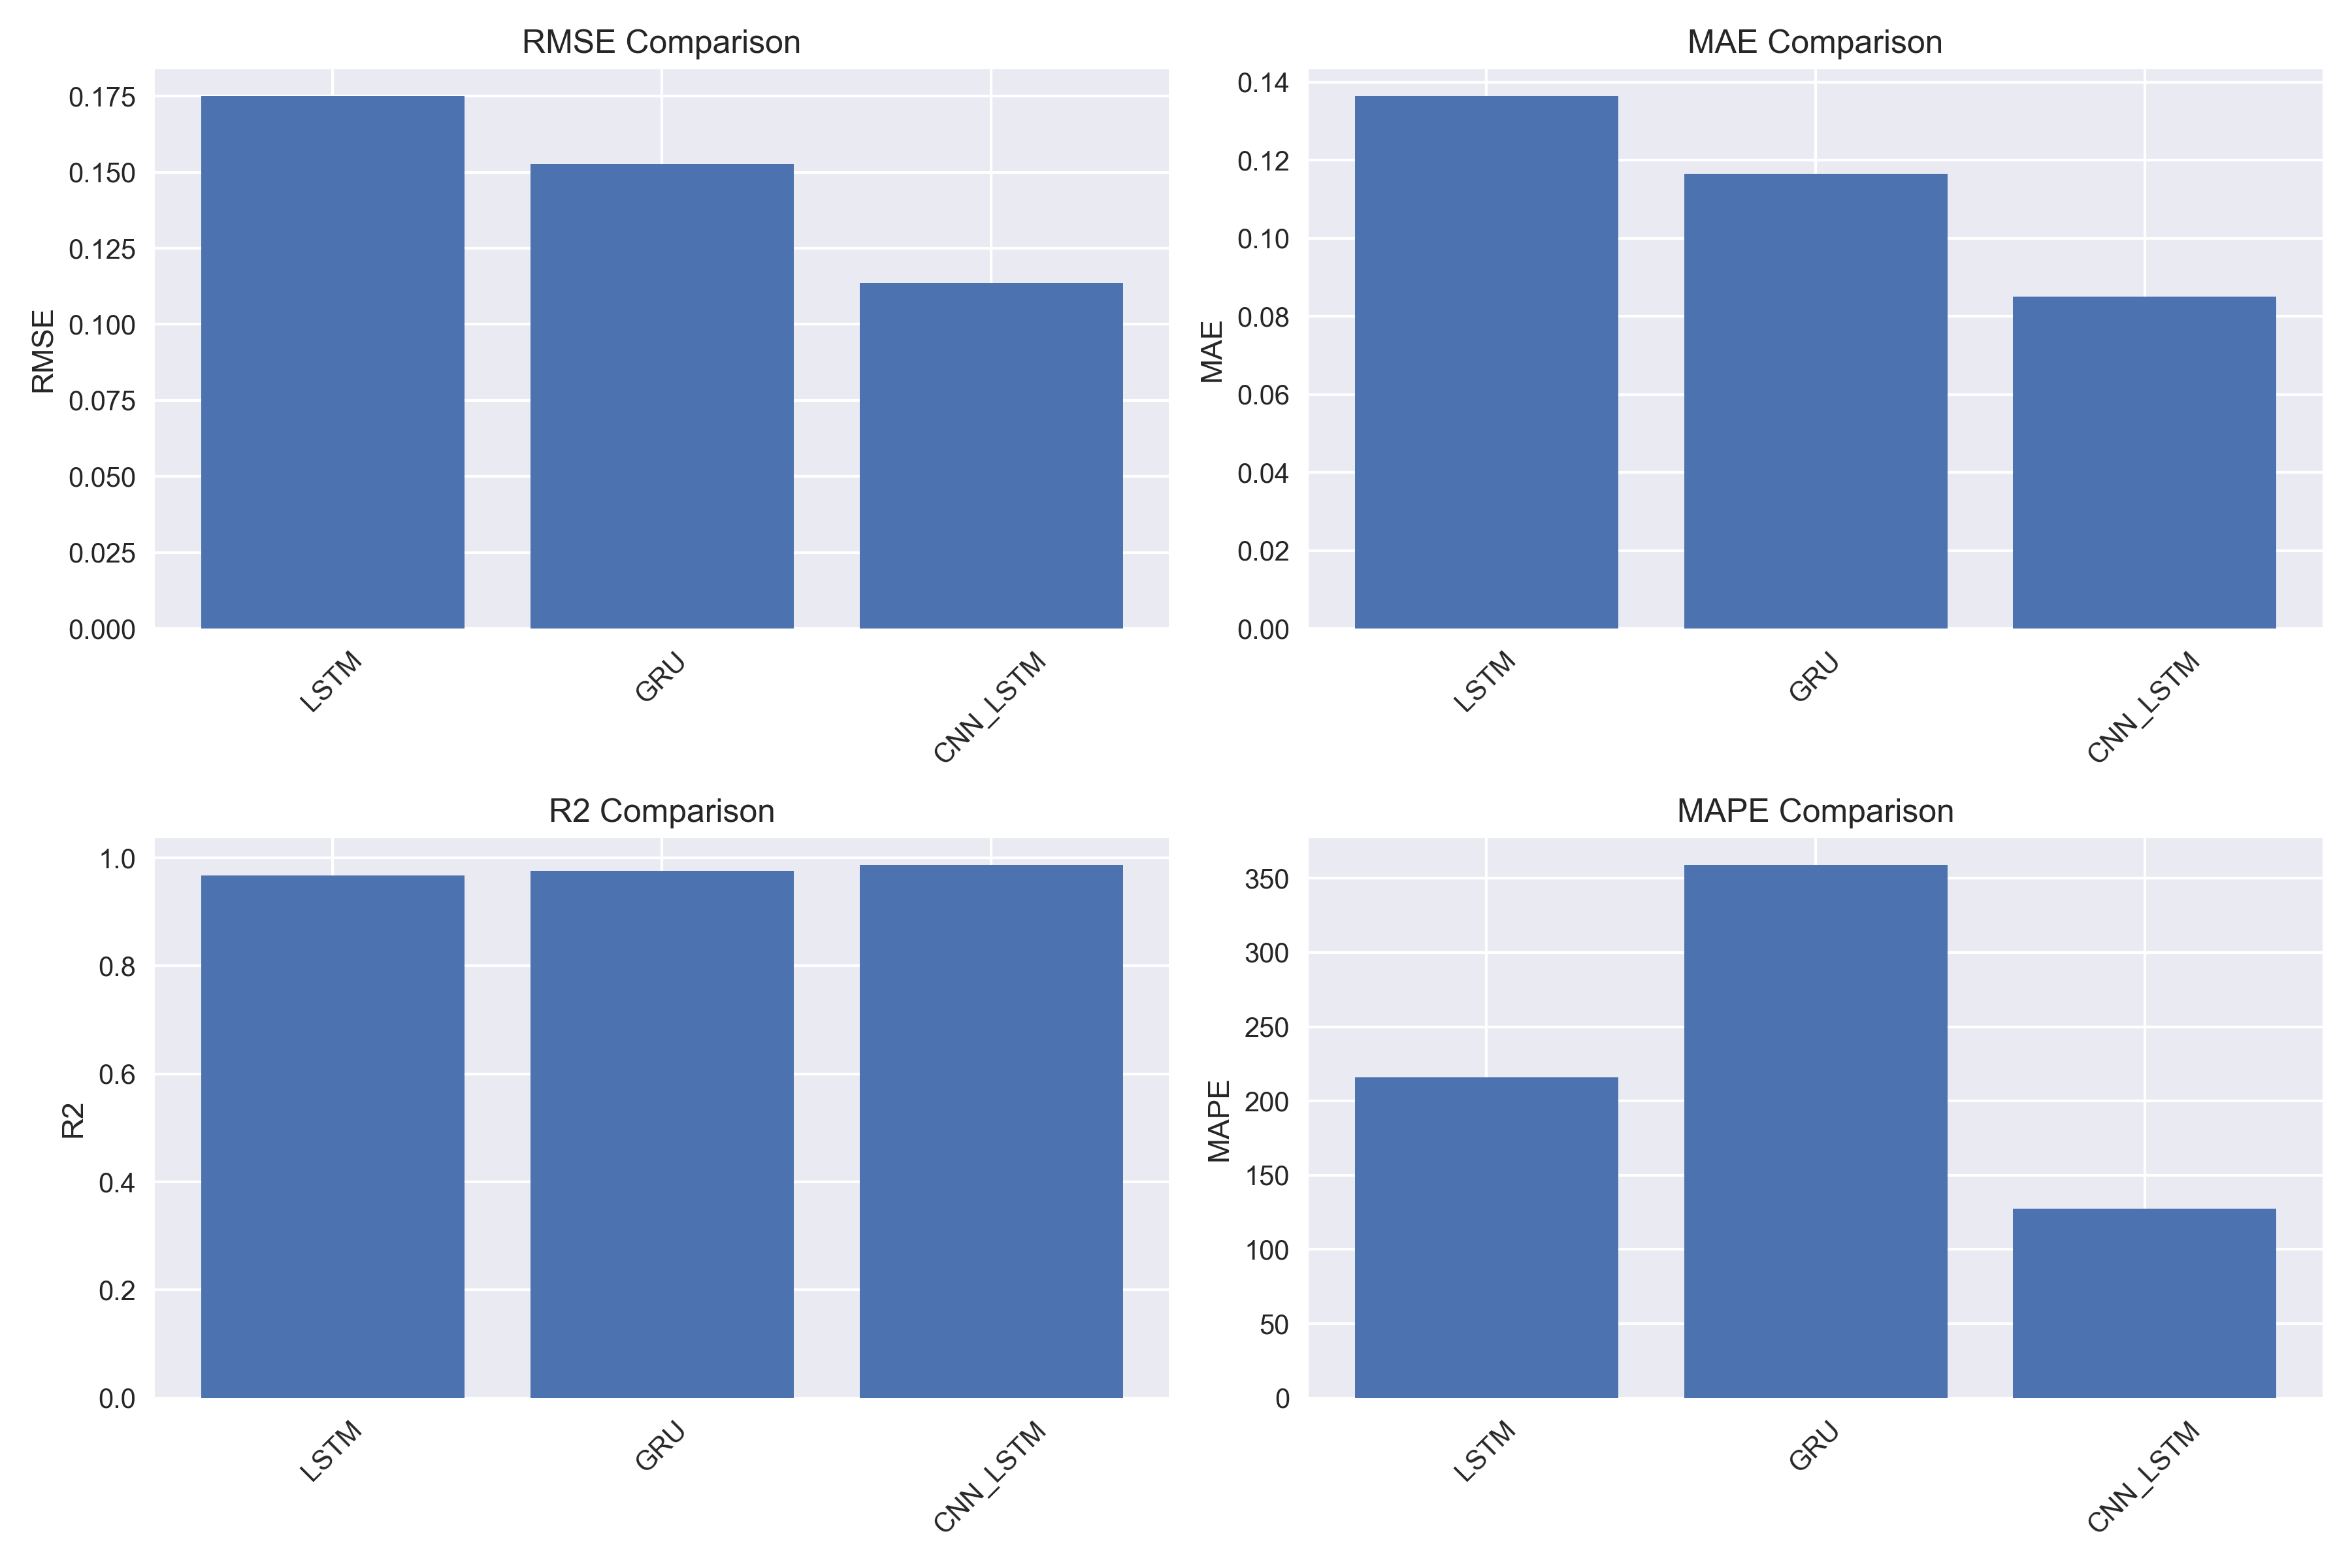 RMSE Comparison
RMSE
0.175
0.150
0.125
0.100
0.075
0.050
0.025
0.000
LSTM
GRU
CNN_LSTM
MAE Comparison
MAE
0.14
0.12
0.10
0.08
0.06
0.04
0.02
0.00
LSTM
GRU
CNN_LSTM
R2 Comparison
R2
1.0
0.8
0.6
0.4
0.2
0.0
LSTM
GRU
CNN_LSTM
MAPE Comparison
MAPE
350
300
250
200
150
100
50
0
LSTM
GRU
CNN_LSTM